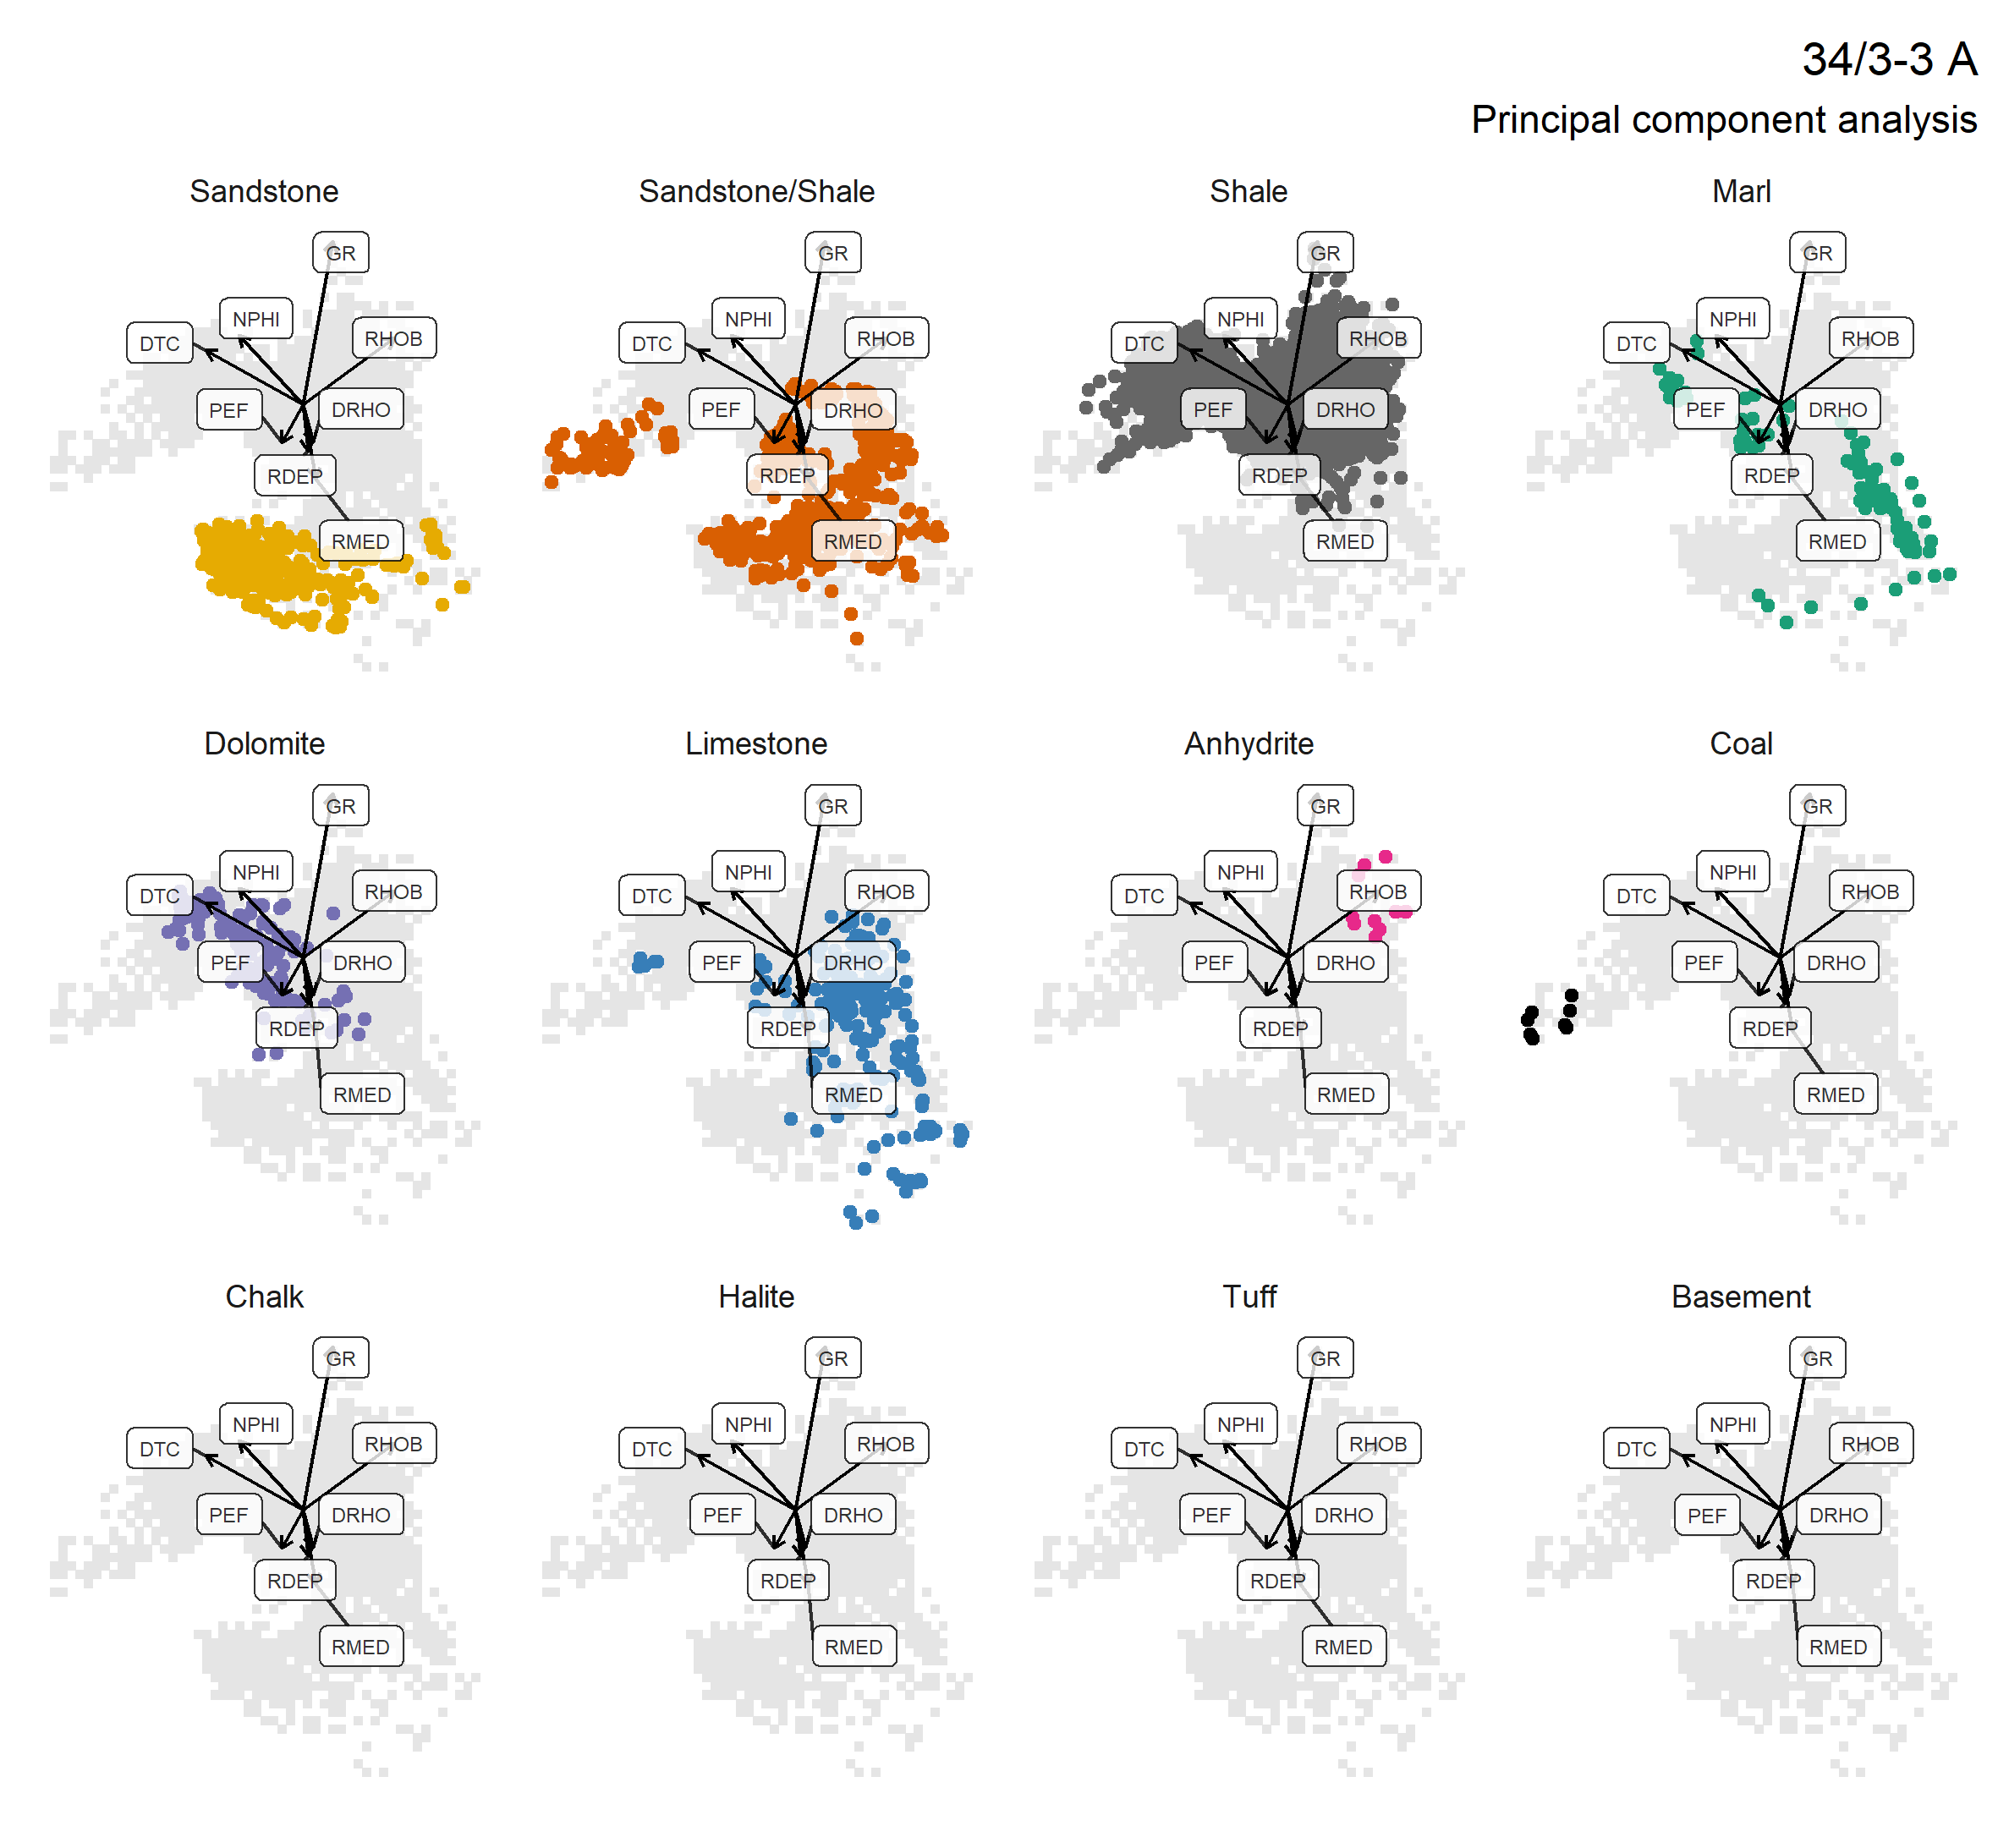 34/3-3 A
Principal component analysis
Sandstone
Sandstone/Shale
Shale
Marl
GR
NPHI
DTC
RHOB
PEF
DRHO
RDEP
RMED
GR
NPHI
DTC
RHOB
PEF
DRHO
RDEP
RMED
GR
NPHI
DTC
RHOB
PEF
DRHO
RDEP
RMED
GR
NPHI
DTC
RHOB
PEF
DRHO
RDEP
RMED
Dolomite
Limestone
Anhydrite
Coal
GR
NPHI
DTC
RHOB
PEF
DRHO
RDEP
RMED
GR
NPHI
DTC
RHOB
PEF
DRHO
RDEP
RMED
GR
NPHI
DTC
RHOB
PEF
DRHO
RDEP
RMED
GR
NPHI
DTC
RHOB
PEF
DRHO
RDEP
RMED
Chalk
Halite
Tuff
Basement
GR
NPHI
DTC
RHOB
PEF
DRHO
RDEP
RMED
GR
NPHI
DTC
RHOB
PEF
DRHO
RDEP
RMED
GR
NPHI
DTC
RHOB
PEF
DRHO
RDEP
RMED
GR
NPHI
DTC
RHOB
PEF
DRHO
RDEP
RMED